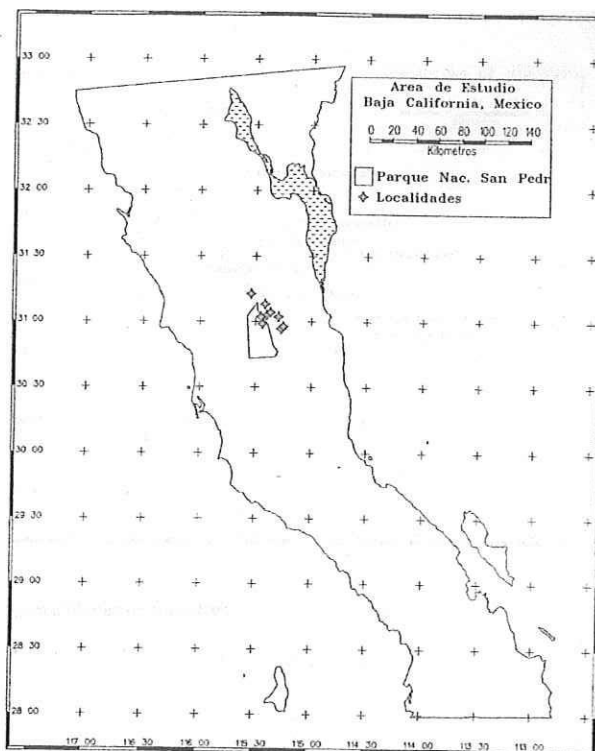 33 00
32 30
32 00
31 30
31 00
30 30
30 00
29 30
29 00
28 30
28 00
Area de Estudio
Baja California, Mexico
0 20 40 60 80 100 120 140
Kilometros
Parque Nac. San Pedr
Localidades
117 00 116 30 116 00 115 30 115 00 114 30 114 00 113 30 113 00